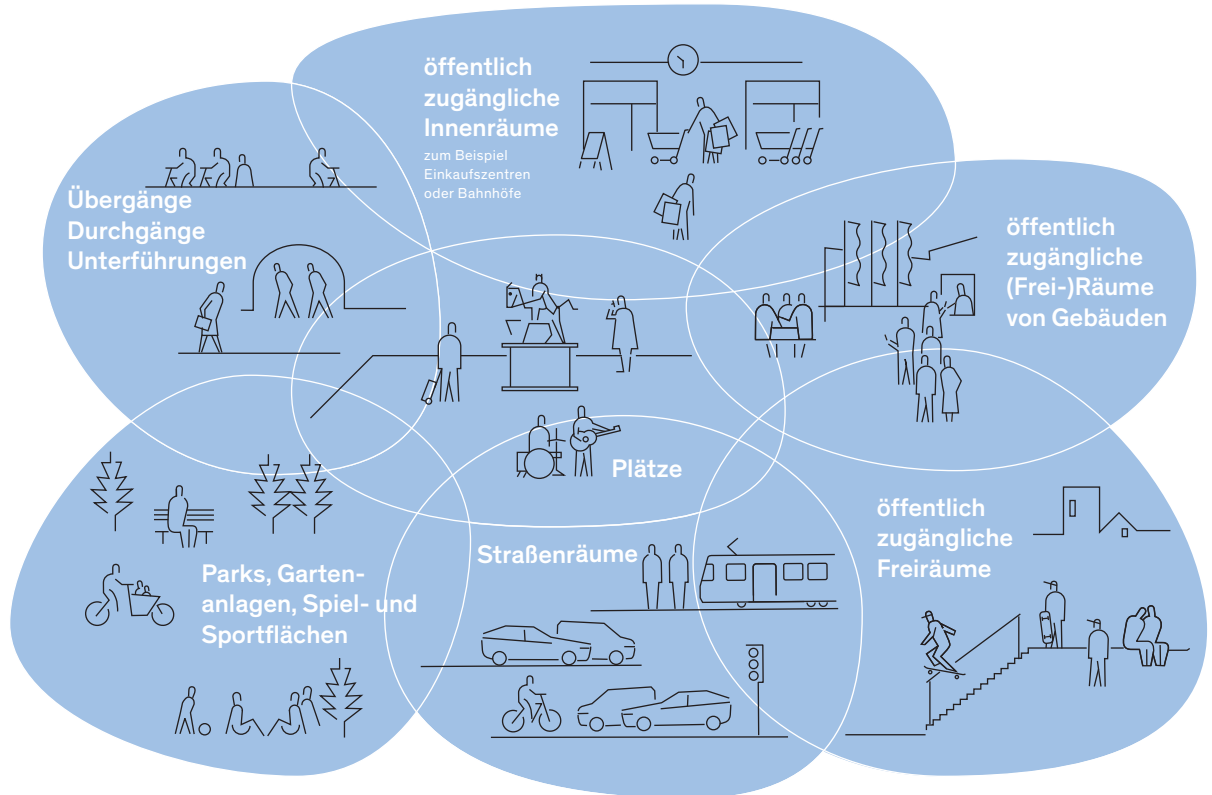 öffentlich
zugängliche
Innenräume
zum Beispiel
Einkaufszentren
oder Bahnhöfe
Übergänge
Durchgänge
Unterführungen
öffentlich
zugängliche
(Frei-)Räume
von Gebäuden
Plätze
Straßenräume
öffentlich
zugängliche
Freiräume
Parks, Garten-
anlagen, Spiel- und
Sportflächen